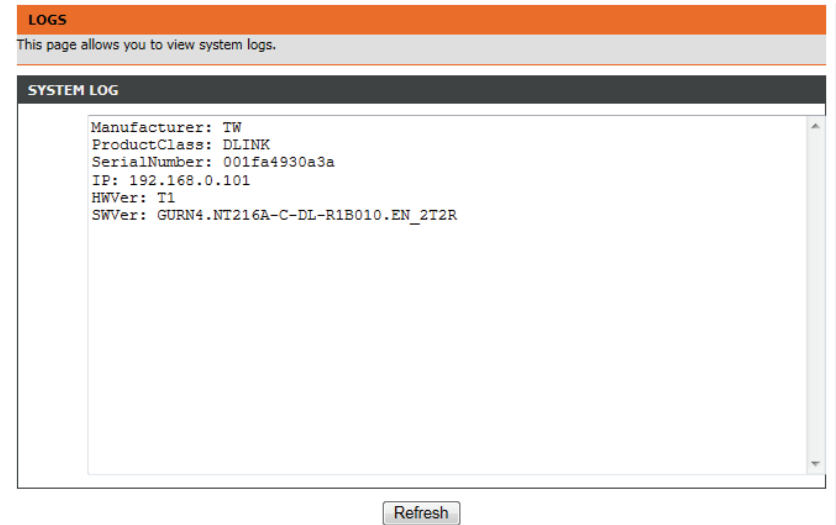 LOGS
This page allows you to view system logs.
SYSTEM LOG
Manufacturer: TW
ProductClass: DLINK
SerialNumber: 001fa4930a3a
IP: 192.168.0.101
HWVer: T1
SWVer: GURN4.NT216A-C-DL-R1B010.EN_2T2R
Refresh